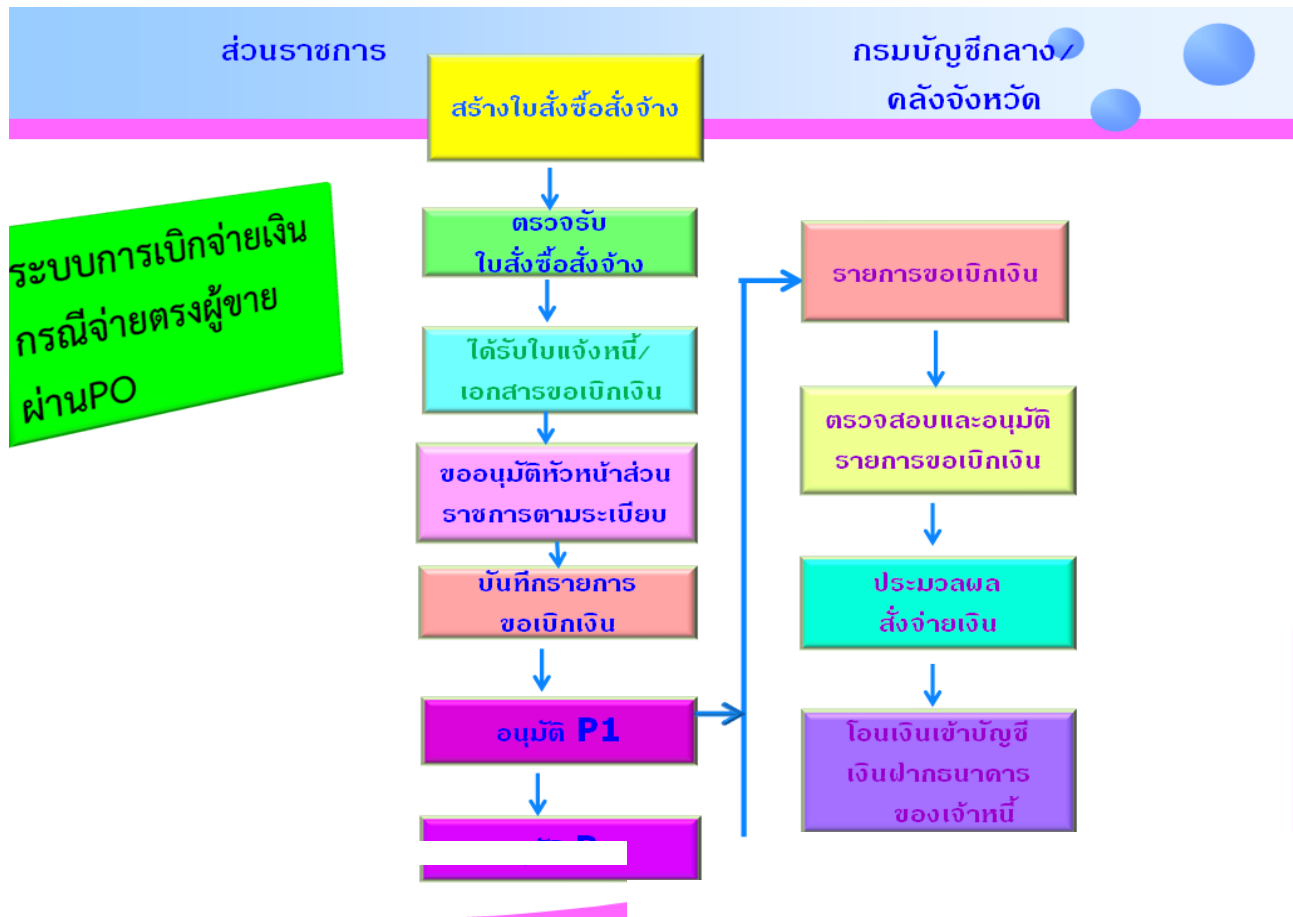 ส่วนราชการ
กรมบัญชีกลาง/
คลังจังหวัด
ระบบการเบิกจ่ายเงิน
กรณีจ่ายตรงผู้ขาย
ผ่านPO
สร้างใบสั่งซื้อสั่งจ้าง
ตรวจรับ
ใบสั่งซื้อสั่งจ้าง
ได้รับใบแจ้งหนี้/
เอกสารขอเบิกเงิน
ขออนุมัติหัวหน้าส่วน
ราชการตามระเบียบ
บันทึกรายการ
ขอเบิกเงิน
อนุมัติ P1
รายการขอเบิกเงิน
ตรวจสอบและอนุมัติ
รายการขอเบิกเงิน
ประมวลผล
สั่งจ่ายเงิน
โอนเงินเข้าบัญชี
เงินฝากธนาคาร
ของเจ้าหนี้